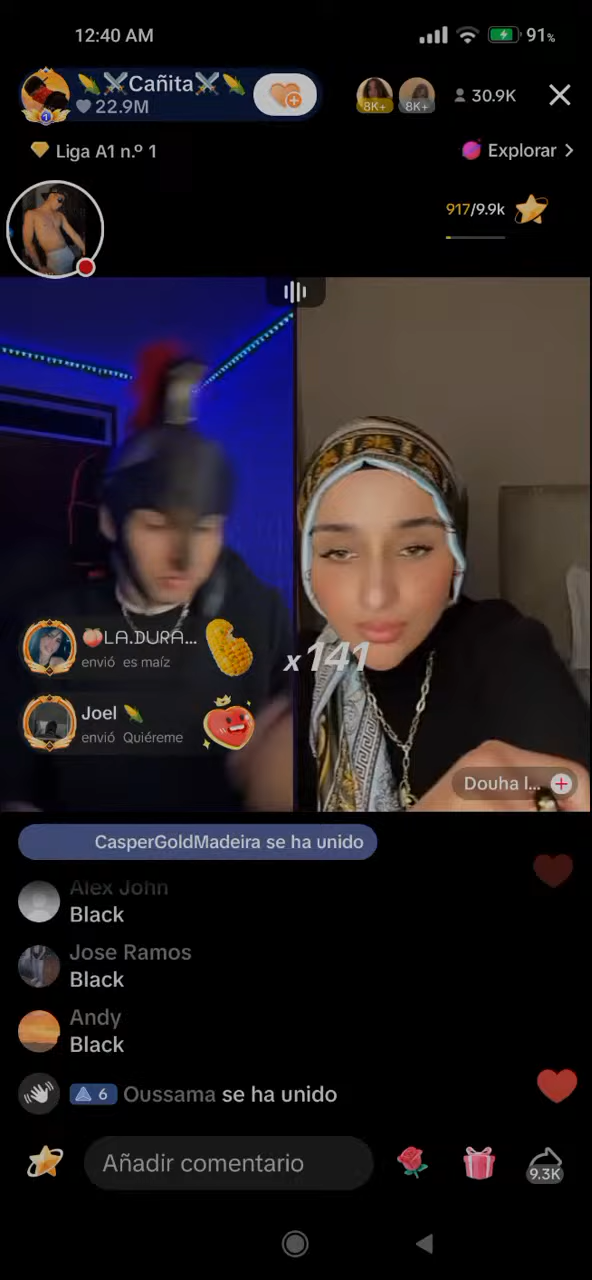 12:40 AM
91%
🌽⚔️Cañita⚔️🌽
22.9M
1
8K+
8K+
30.9K
Liga A1 n.º 1
Explorar
917/9.9k
🍑LA.DURA...
envió es maíz
x141
Joel 🌽
envió Quiéreme
Douha l...
CasperGoldMadeira se ha unido
Alex John
Black
Jose Ramos
Black
Andy
Black
6 Oussama se ha unido
Añadir comentario
9.3K